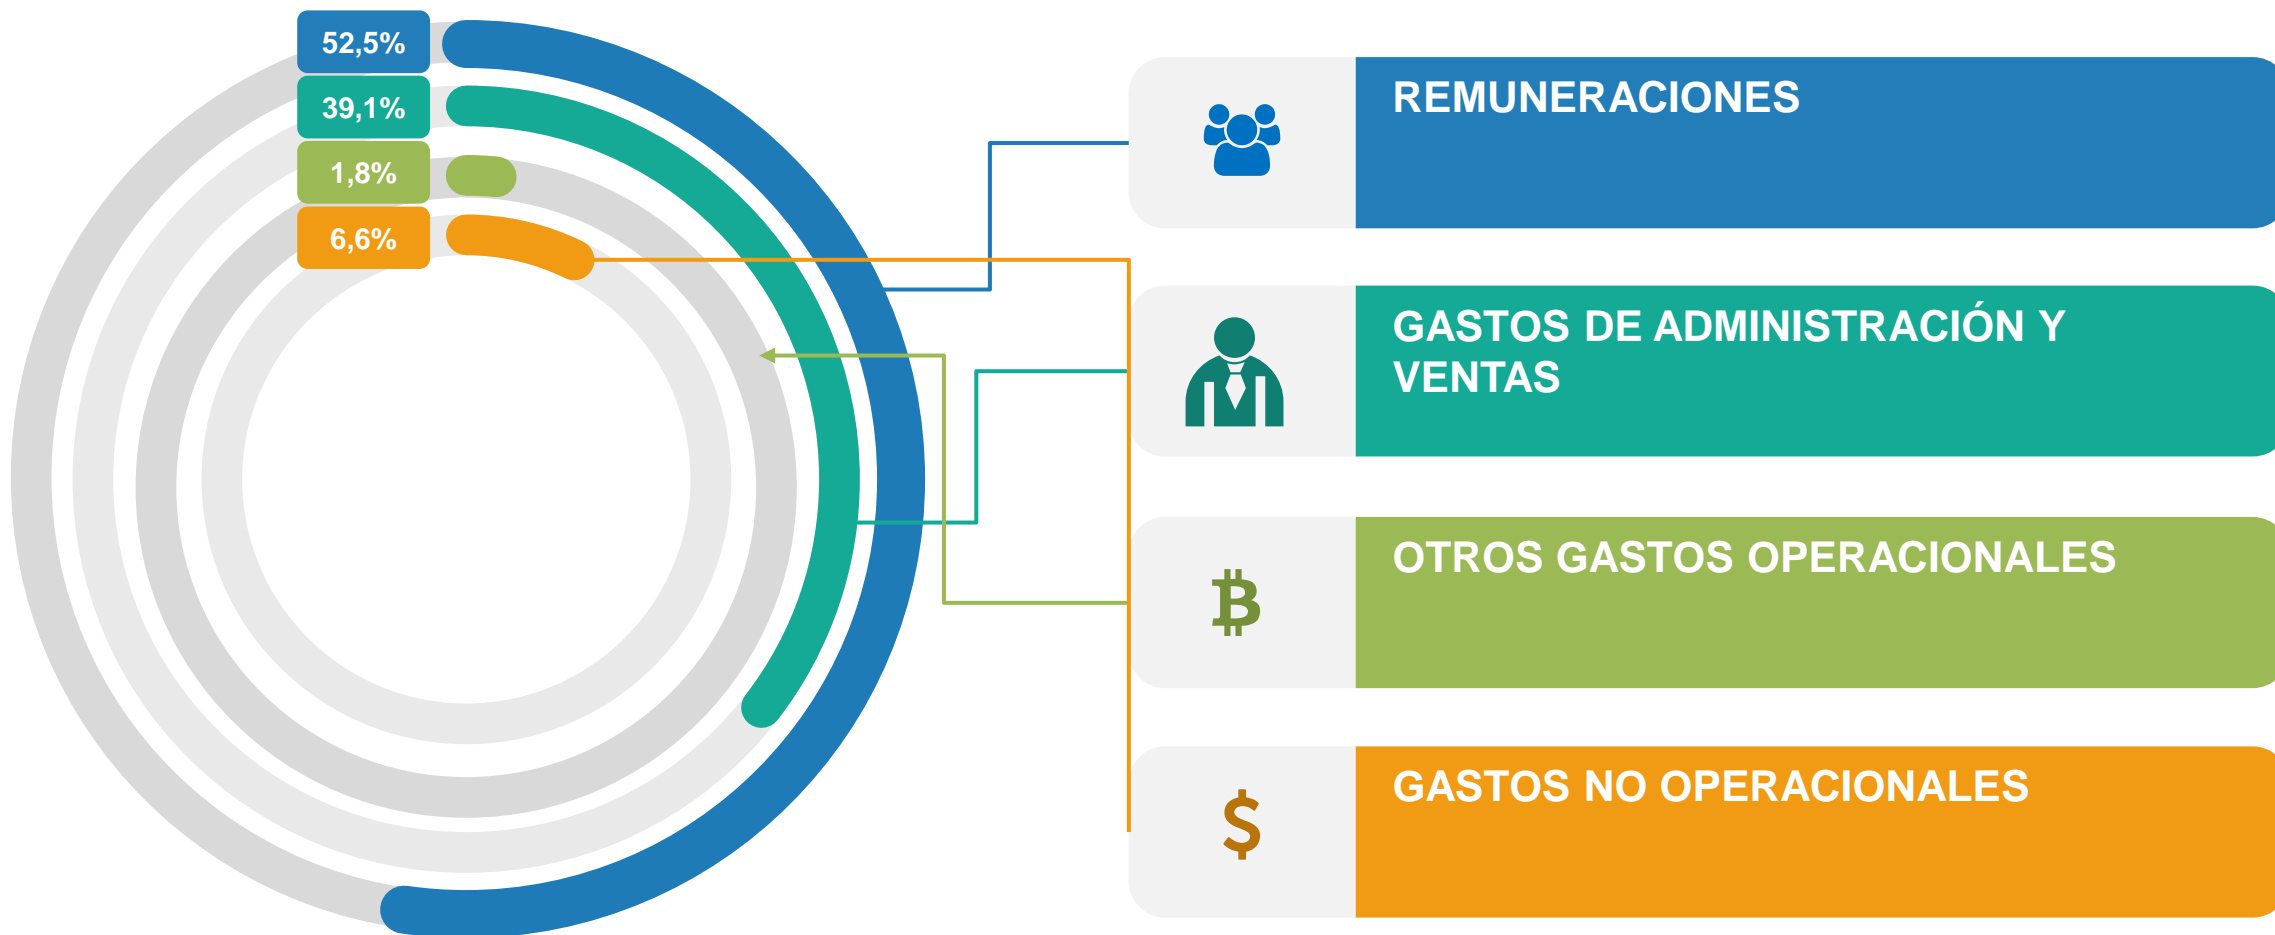 52,5%
39,1%
1,8%
6,6%
REMUNERACIONES
GASTOS DE ADMINISTRACIÓN Y
VENTAS
OTROS GASTOS OPERACIONALES
GASTOS NO OPERACIONALES